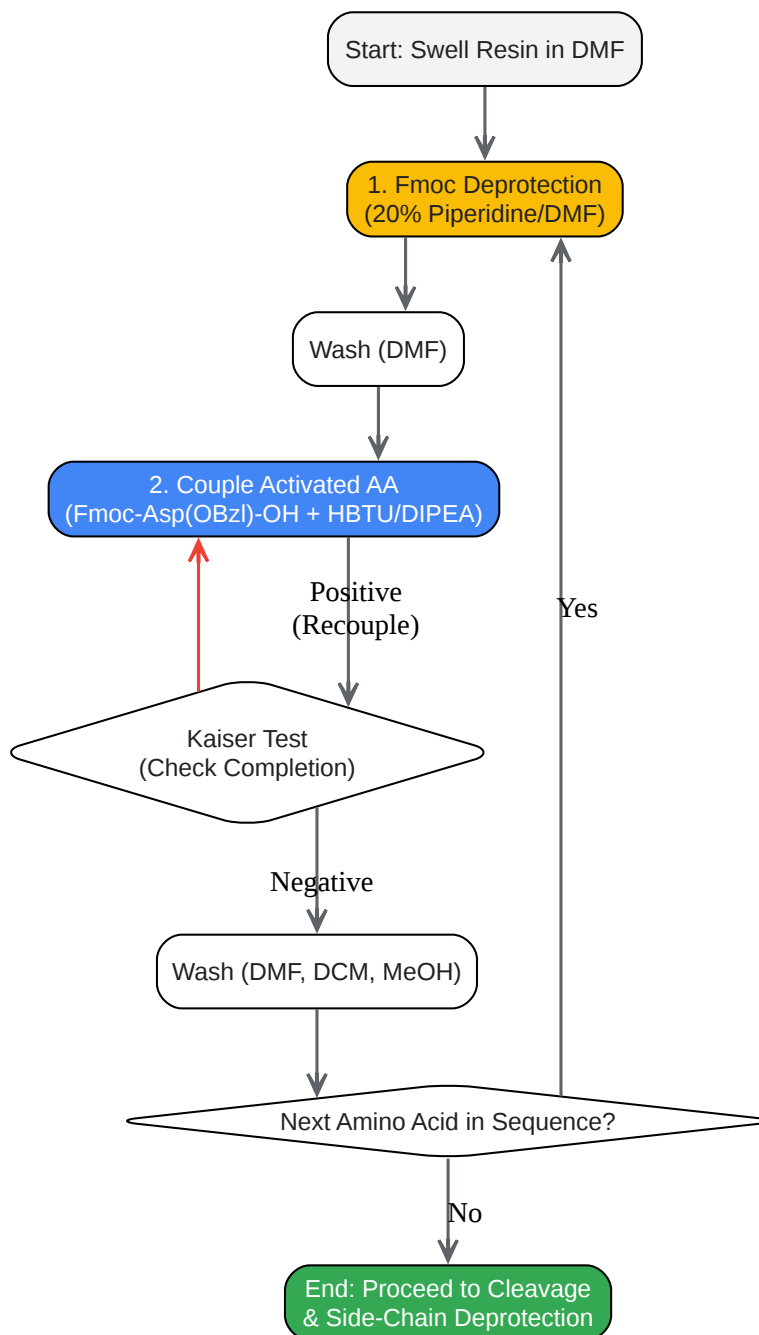 Start: Swell Resin in DMF
1. Fmoc Deprotection
(20% Piperidine/DMF)
Wash (DMF)
2. Couple Activated AA
(Fmoc-Asp(OBzl)-OH + HBTU/DIPEA)
Positive
(Recouple)
Yes
Kaiser Test
(Check Completion)
Negative
Wash (DMF, DCM, MeOH)
Next Amino Acid in Sequence?
No
End: Proceed to Cleavage
& Side-Chain Deprotection